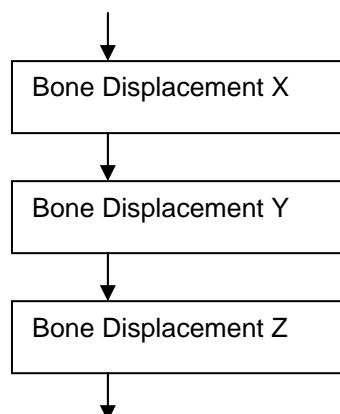 Bone Displacement X
Bone Displacement Y
Bone Displacement Z